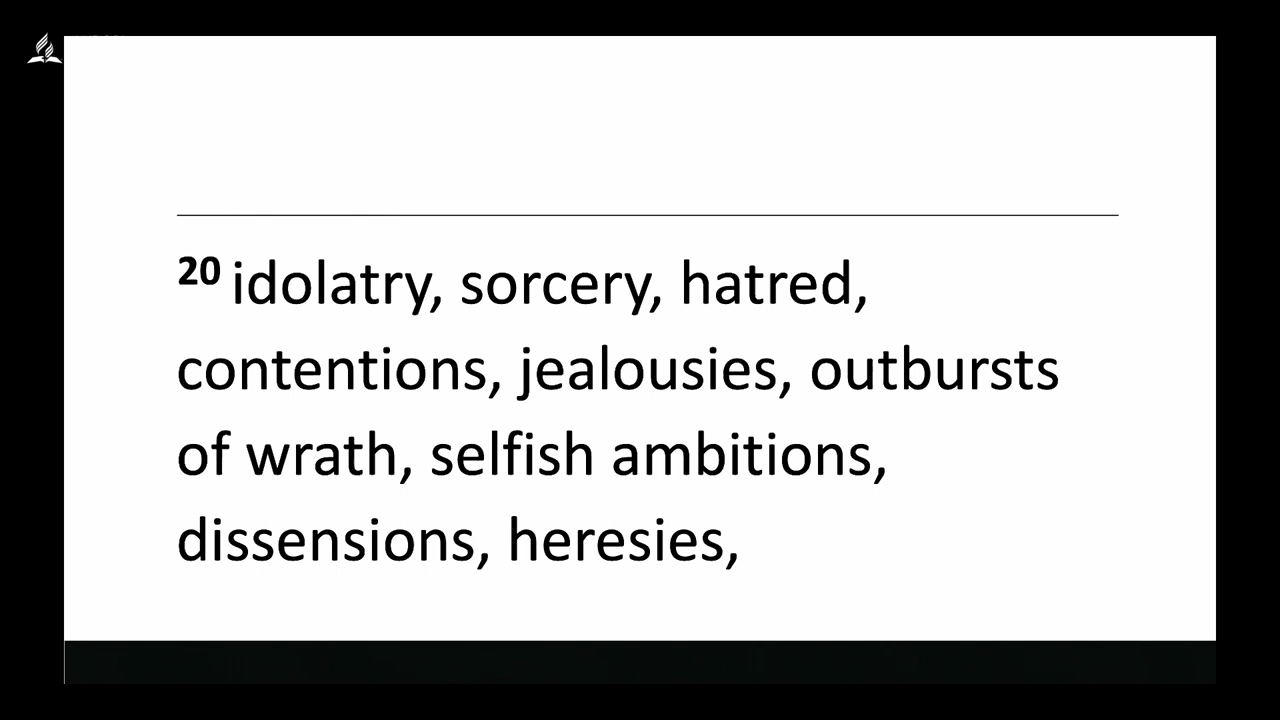 20 idolatry, sorcery, hatred,
contentions, jealousies, outbursts
of wrath, selfish ambitions,
dissensions, heresies,